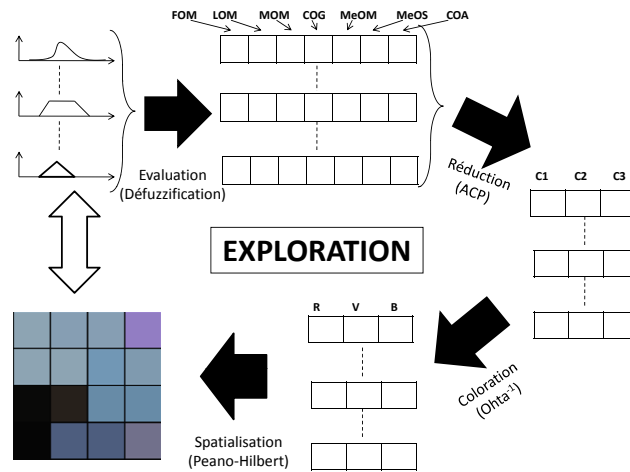 FOM LOM MOM COG MeOM MeOS COA
Evaluation
(Défuzzification)
Réduction
(ACP)
C1 C2 C3
EXPLORATION
R V B
Coloration
(Ohta⁻¹)
Spatialisation
(Peano-Hilbert)